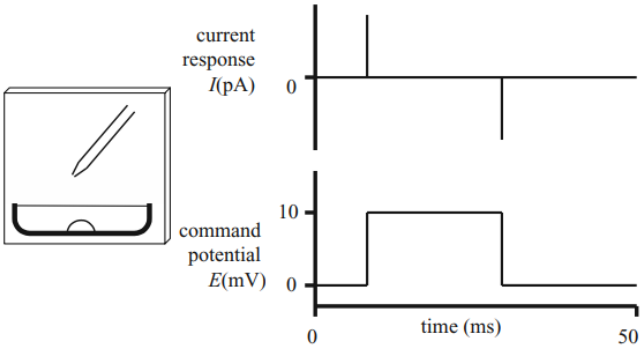 current
response
I(pA)
0
10
command
potential
E(mV)
0
0
time (ms)
50